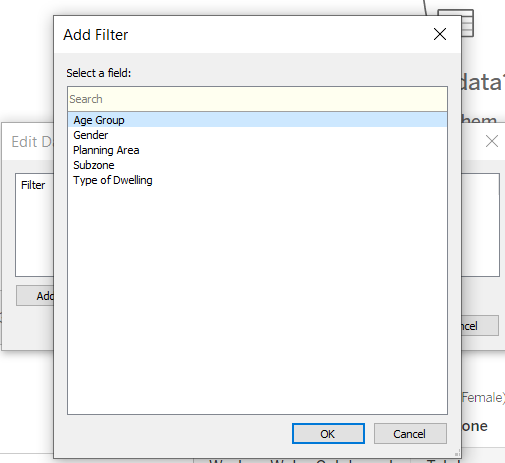 Add Filter
Select a field:
Search
Age Group
Gender
Planning Area
Subzone
Type of Dwelling
OK
Cancel
Edit Da
Filter
Add
ncel
data?
hem
Female)
one